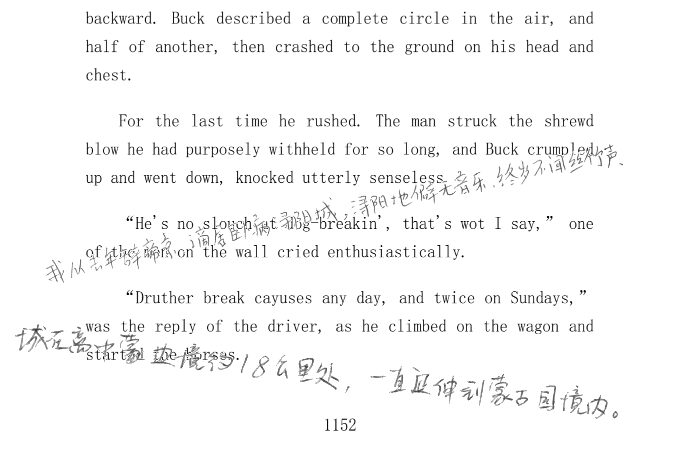 backward. Buck described a complete circle in the air, and
half of another, then crashed to the ground on his head and
chest.
For the last time he rushed. The man struck the shrewd
blow he had purposely withheld for so long, and Buck crumpled
up and went down, knocked utterly senseless.
我从去年辞帝京,谪居卧病浔阳城,浔阳地僻无音乐、终岁不闻丝竹声、
“He's no slouch at dog-breakin', that's wot I say,” one
of the men on the wall cried enthusiastically.
“Druther break cayuses any day, and twice on Sundays,”
was the reply of the driver, as he climbed on the wagon and
started the horses.
城在离中蒙边境约18公里处,一直延伸到蒙古国境内。
1152